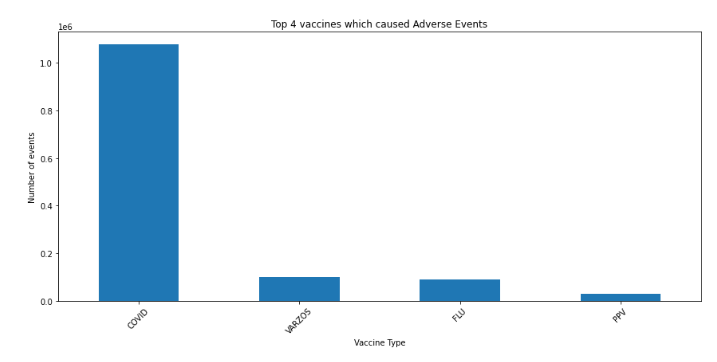 Top 4 vaccines which caused Adverse Events
1e6
1.0
0.8
0.6
0.4
0.2
0.0
Number of events
COVID
VARZOS
FLU
PPV
Vaccine Type